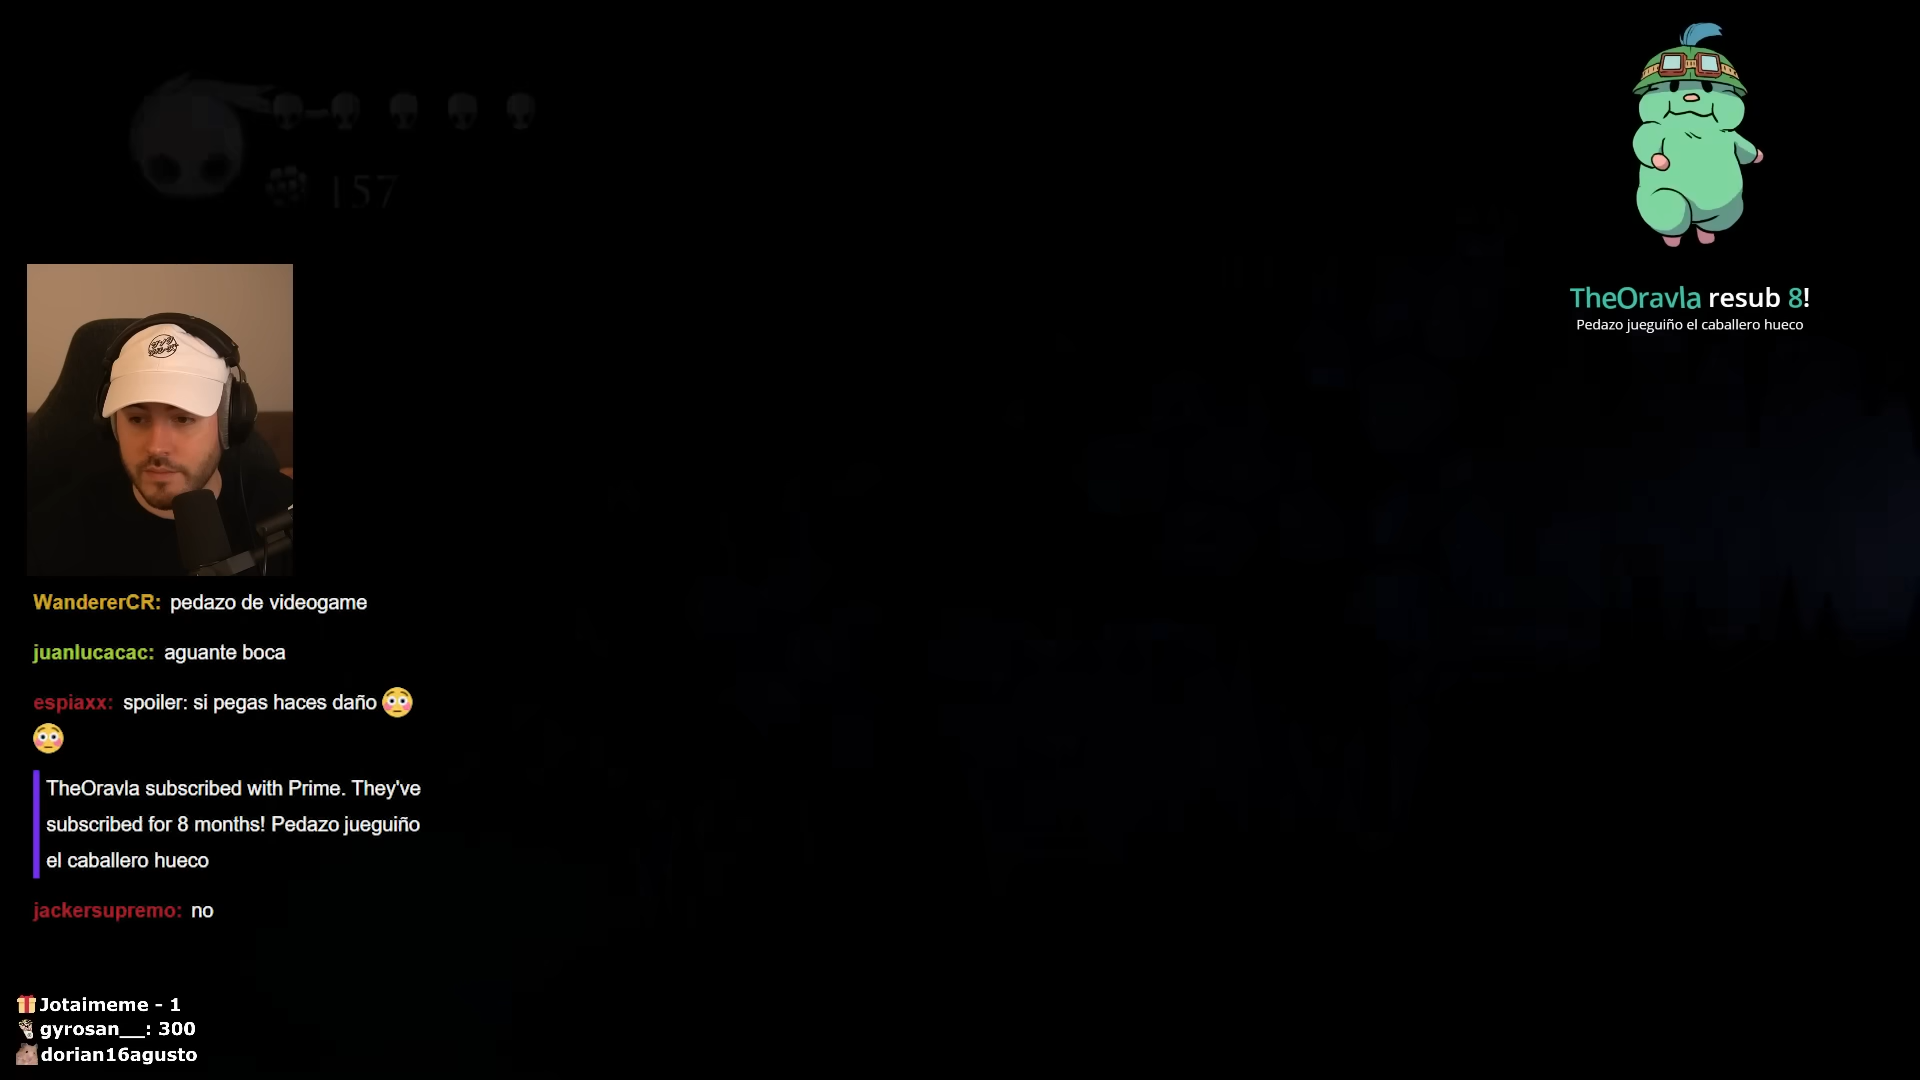 157
TheOravla resub 8!
Pedazo jueguiño el caballero hueco
WandererCR: pedazo de videogame
juanlucacac: aguante boca
espiaxx: spoiler: si pegas haces daño 😳
😳
TheOravla subscribed with Prime. They've
subscribed for 8 months! Pedazo jueguiño
el caballero hueco
jackersupremo: no
Jotaimeme - 1
gyrosan__: 300
dorian16agusto